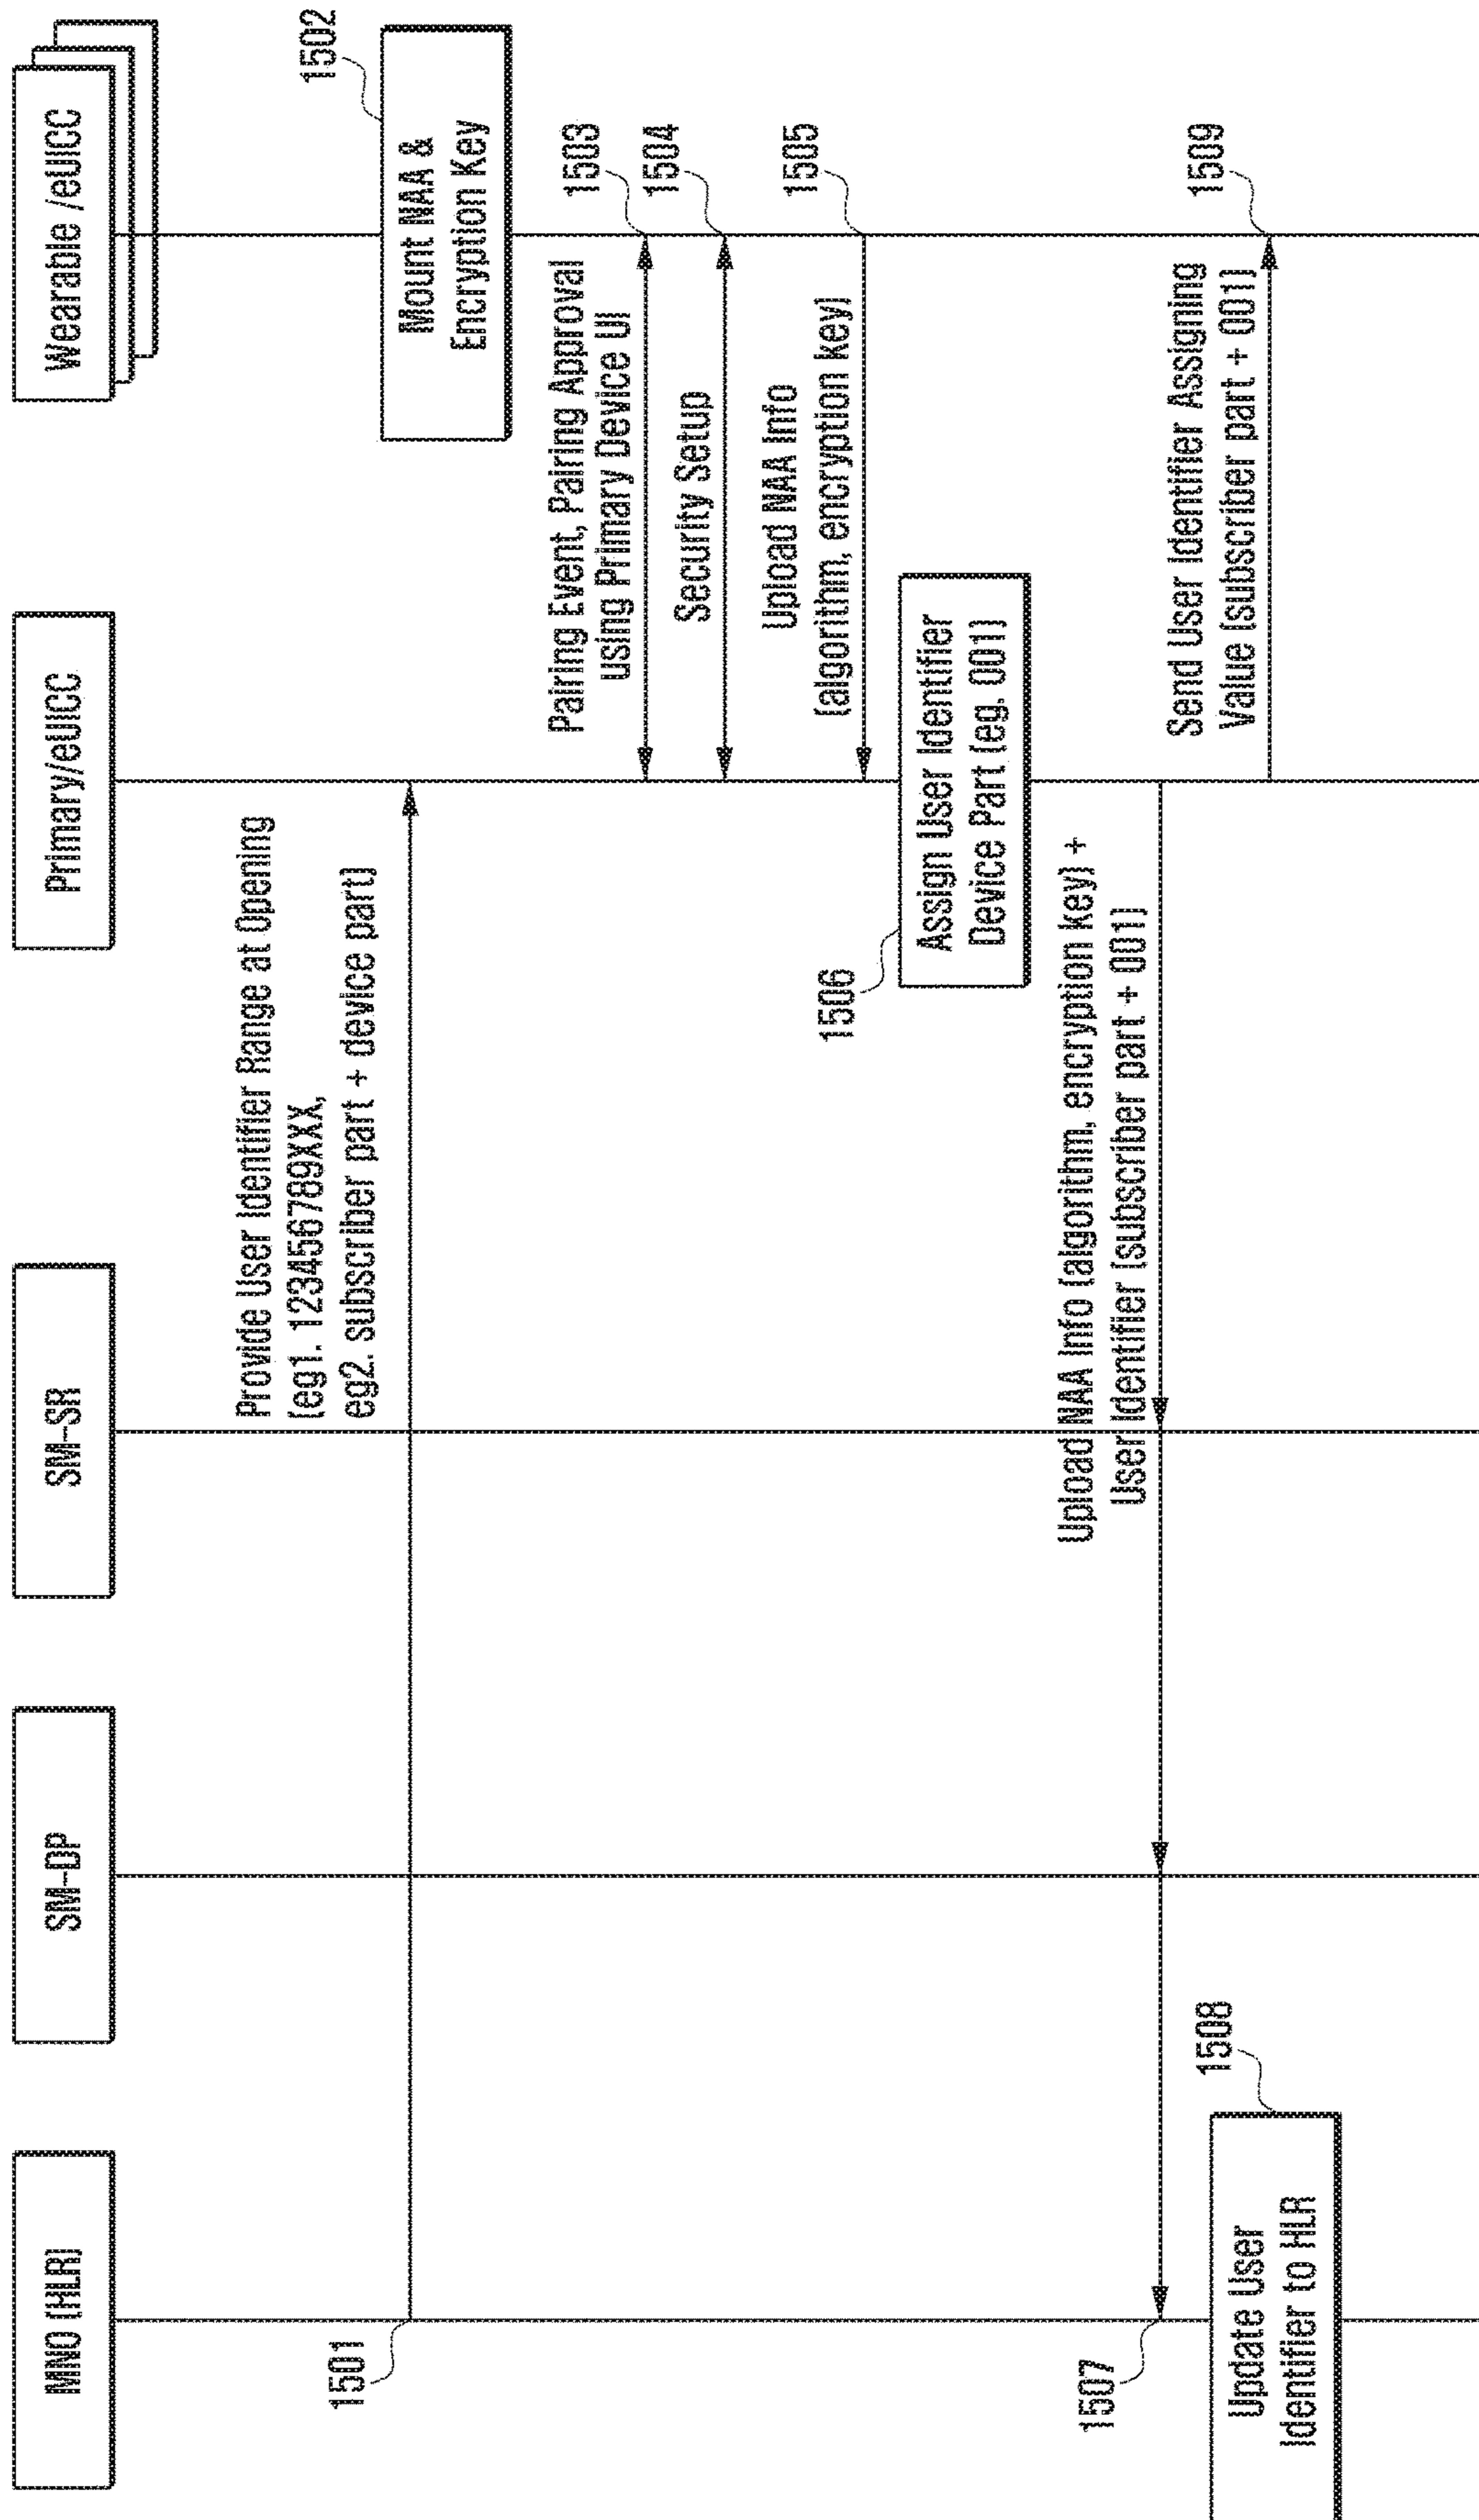 MNO (HLR)
SM-DP
SM-SR
Primary/eUICC
Wearable /eUICC
1501
Provide User Identifier Range at Opening
(eg1. 123456789XXX,
eg2. subscriber part + device part)
1502
Mount NAA &
Encryption Key
Pairing Event, Pairing Approval
using Primary Device UI
1503
Security Setup
1504
Upload NAA Info
(algorithm, encryption key)
1505
1506
Assign User Identifier
Device Part (eg. 001)
1507
Upload NAA Info (algorithm, encryption key) +
User Identifier (subscriber part + 001)
1508
Update User
Identifier to HLR
Send User Identifier Assigning
Value (subscriber part + 001)
1509